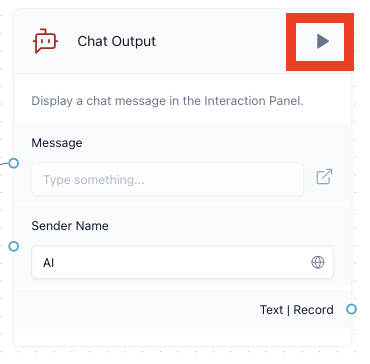 Chat Output
Display a chat message in the Interaction Panel.
Message
Type something...
Sender Name
AI
Text | Record